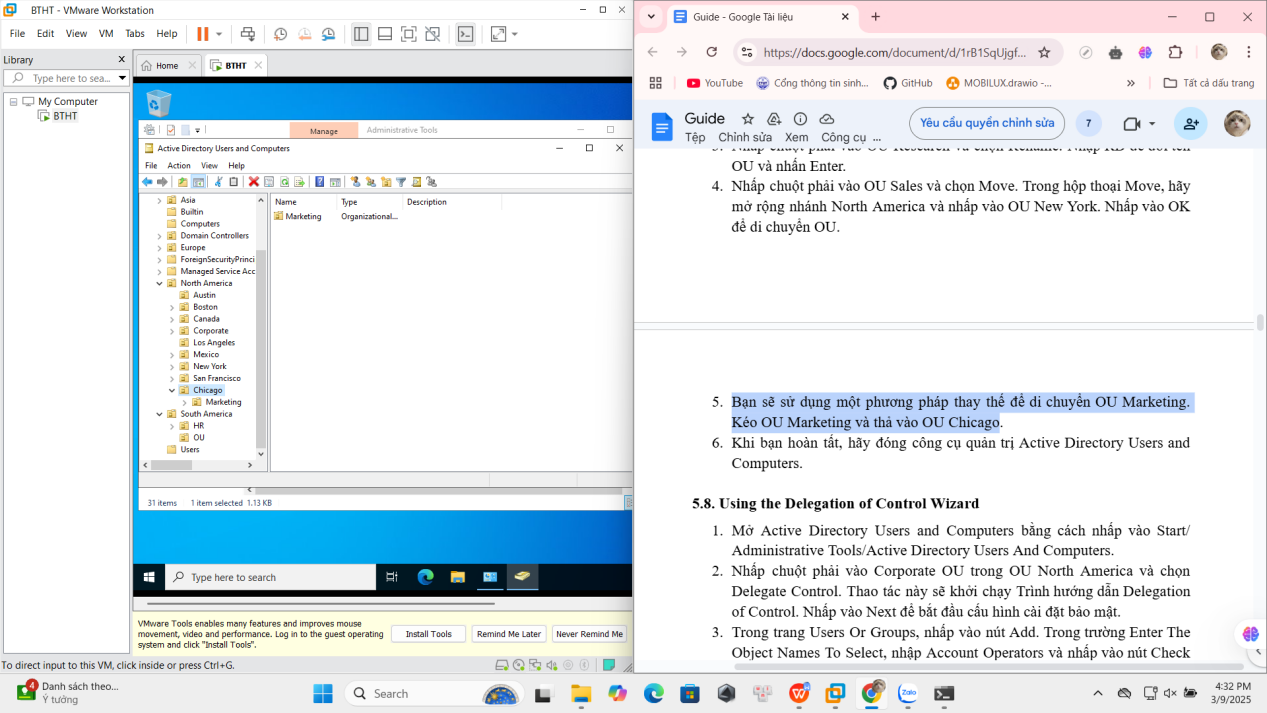 BTHT - VMware Workstation
File Edit View VM Tabs Help
Library
Type here to sea...
My Computer
BTHT
Home
BTHT
Manage
Administrative Tools
Active Directory Users and Computers
File Action View Help
Asia
Builtin
Computers
Domain Controllers
Europe
ForeignSecurityPrinci
Managed Service Acc
North America
Austin
Boston
Canada
Corporate
Los Angeles
Mexico
New York
San Francisco
Chicago
Marketing
South America
HR
OU
Users
Name Type Description
Marketing Organizational...
31 items 1 item selected 1.13 KB
Type here to search
VMware Tools enables many features and improves mouse
movement, video and performance. Log in to the guest operating
system and click "Install Tools".
Install Tools
Remind Me Later
Never Remind Me
To direct input to this VM, click inside or press Ctrl+G.
Guide - Google Tài liệu
https://docs.google.com/document/d/1rB1SqUjgf...
YouTube
Cổng thông tin sinh...
GitHub
MOBILUX.drawio -...
Tất cả dấu trang
Guide
Tệp Chỉnh sửa Xem Công cụ ...
Yêu cầu quyền chỉnh sửa
7
OU và nhấn Enter.
4. Nhấp chuột phải vào OU Sales và chọn Move. Trong hộp thoại Move, hãy
mở rộng nhánh North America và nhấp vào OU New York. Nhấp vào OK
để di chuyển OU.
5. Bạn sẽ sử dụng một phương pháp thay thế để di chuyển OU Marketing.
Kéo OU Marketing và thả vào OU Chicago.
6. Khi bạn hoàn tất, hãy đóng công cụ quản trị Active Directory Users and
Computers.
5.8. Using the Delegation of Control Wizard
1. Mở Active Directory Users and Computers bằng cách nhấp vào Start/
Administrative Tools/Active Directory Users And Computers.
2. Nhấp chuột phải vào Corporate OU trong OU North America và chọn
Delegate Control. Thao tác này sẽ khởi chạy Trình hướng dẫn Delegation
of Control. Nhấp vào Next để bắt đầu cấu hình cài đặt bảo mật.
3. Trong trang Users Or Groups, nhấp vào nút Add. Trong trường Enter The
Object Names To Select, nhập Account Operators và nhấp vào nút Check
4
Danh sách theo...
Ý tưởng
Search
Zalo
4:32 PM
3/9/2025